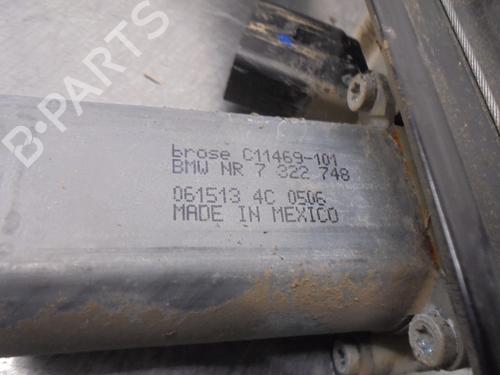 B-PARTS
brose C11469-101
BMW NR 7 322 748
061513 4C 0506
MADE IN MEXICO